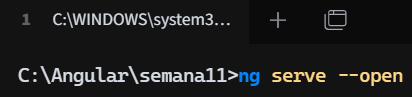 1 C:\WINDOWS\system3...
C:\Angular\semana11>ng serve --open